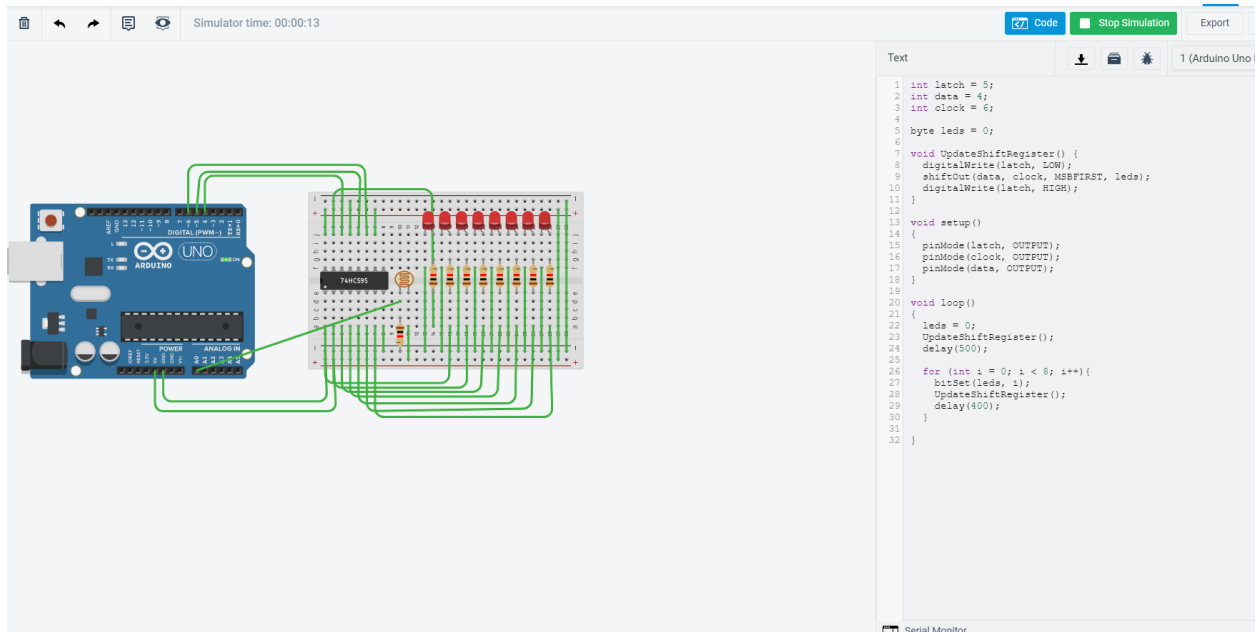 Simulator time: 00:00:13
Code
Stop Simulation
Export
Text
1 (Arduino Uno
1 int latch = 5;
2 int data = 4;
3 int clock = 6;
4
5 byte leds = 0;
6
7 void UpdateShiftRegister() {
8 digitalWrite(latch, LOW);
9 shiftOut(data, clock, MSBFIRST, leds);
10 digitalWrite(latch, HIGH);
11 }
12
13 void setup()
14 {
15 pinMode(latch, OUTPUT);
16 pinMode(clock, OUTPUT);
17 pinMode(data, OUTPUT);
18 }
19
20 void loop()
21 {
22 leds = 0;
23 UpdateShiftRegister();
24 delay(500);
25
26 for (int i = 0; i < 8; i++){
27 bitSet(leds, i);
28 UpdateShiftRegister();
29 delay(400);
30 }
31
32 }
DIGITAL (PWM~)
UNO
ARDUINO
TX
RX
ON
POWER
ANALOG IN
74HC595
Serial Monitor